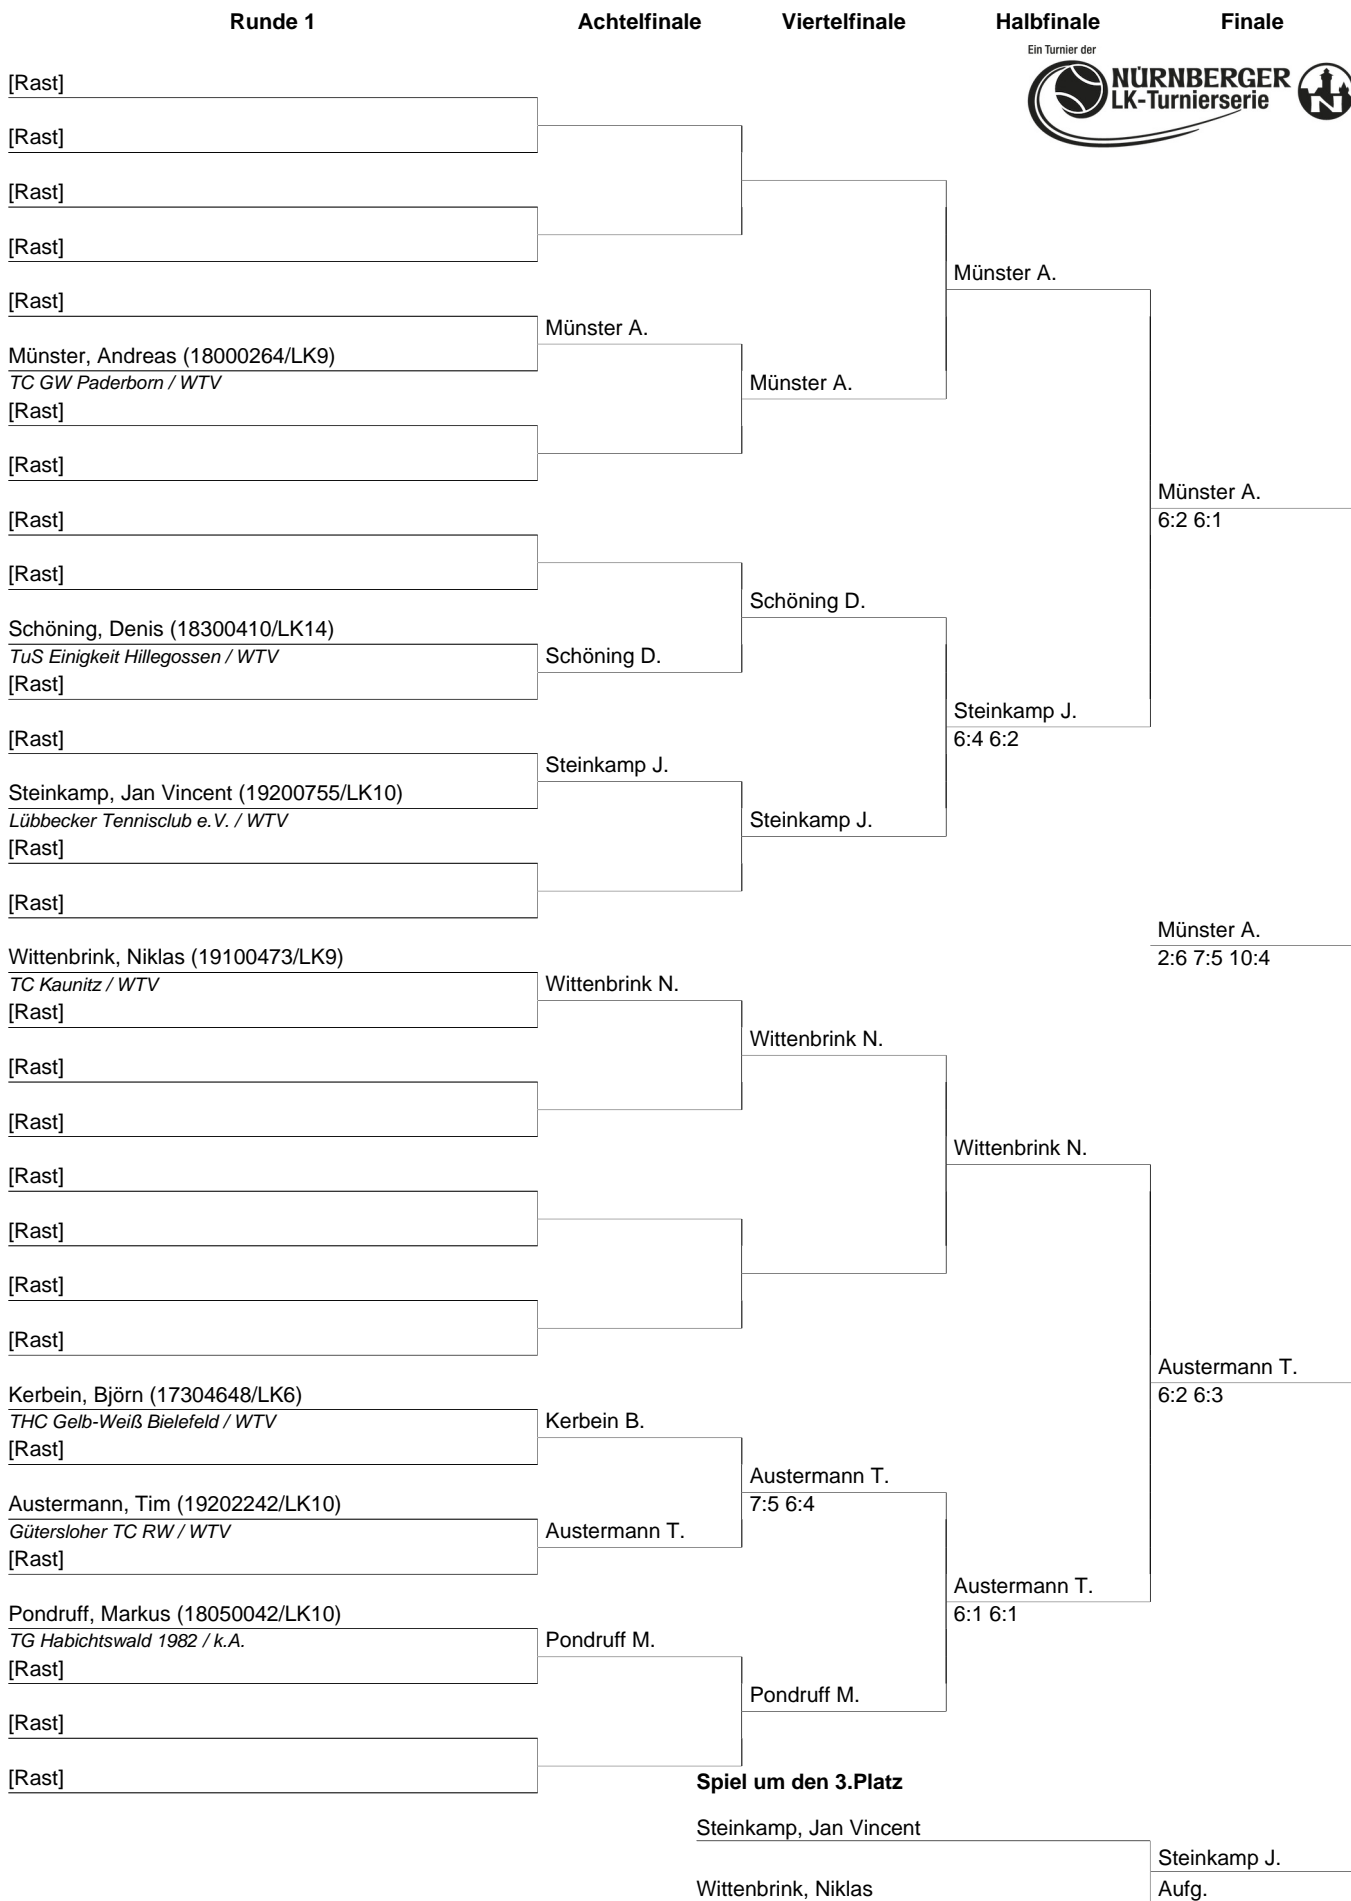 Runde 1 Achtelfinale Viertelfinale Halbfinale Finale
Ein Turnier der
NÜRNBERGER
LK-Turnierserie
N
[Rast]
[Rast]
[Rast]
[Rast]
Münster A.
[Rast]
Münster A.
Münster, Andreas (18000264/LK9)
TC GW Paderborn / WTV
Münster A.
[Rast]
[Rast]
Münster A.
6:2 6:1
[Rast]
[Rast]
Schöning D.
Schöning, Denis (18300410/LK14)
TuS Einigkeit Hillegossen / WTV
Schöning D.
[Rast]
Steinkamp J.
6:4 6:2
[Rast]
Steinkamp J.
Steinkamp, Jan Vincent (19200755/LK10)
Lübbecker Tennisclub e.V. / WTV
Steinkamp J.
[Rast]
[Rast]
Münster A.
2:6 7:5 10:4
Wittenbrink, Niklas (19100473/LK9)
TC Kaunitz / WTV
Wittenbrink N.
[Rast]
Wittenbrink N.
[Rast]
[Rast]
Wittenbrink N.
[Rast]
[Rast]
[Rast]
[Rast]
Austermann T.
6:2 6:3
Kerbein, Björn (17304648/LK6)
THC Gelb-Weiß Bielefeld / WTV
Kerbein B.
[Rast]
Austermann T.
7:5 6:4
Austermann, Tim (19202242/LK10)
Gütersloher TC RW / WTV
Austermann T.
[Rast]
Austermann T.
6:1 6:1
Pondruff, Markus (18050042/LK10)
TG Habichtswald 1982 / k.A.
Pondruff M.
[Rast]
Pondruff M.
[Rast]
[Rast]
Spiel um den 3.Platz
Steinkamp, Jan Vincent
Steinkamp J.
Wittenbrink, Niklas
Aufg.